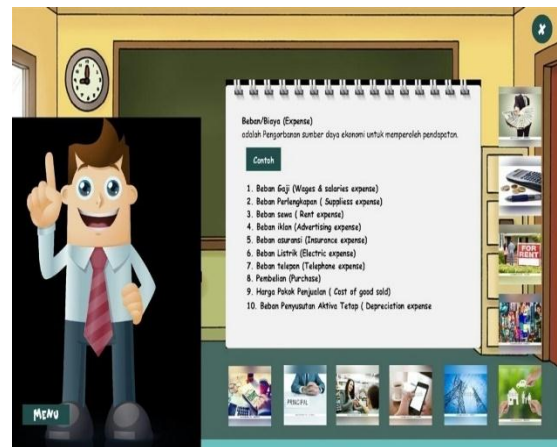 Beban/Biaya (Expense)
adalah Pengorbanan sumber daya ekonomi untuk memperoleh pendapatan.
Contoh
1. Beban Gaji (Wages & salaries expense)
2. Beban Perlengkapan ( Suppliess expense)
3. Beban sewa ( Rent expense)
4. Beban iklan (Advertising expense)
5. Beban asuransi (Insurance expense)
6. Beban Listrik (Electric expense)
7. Beban telepon (Telephone expense)
8. Pembelian (Purchase)
9. Harga Pokok Penjualan ( Cost of good sold)
10. Beban Penyusutan Aktiva Tetap ( Depreciation expense
FOR
RENT
PRINCIPAL
MENU
X